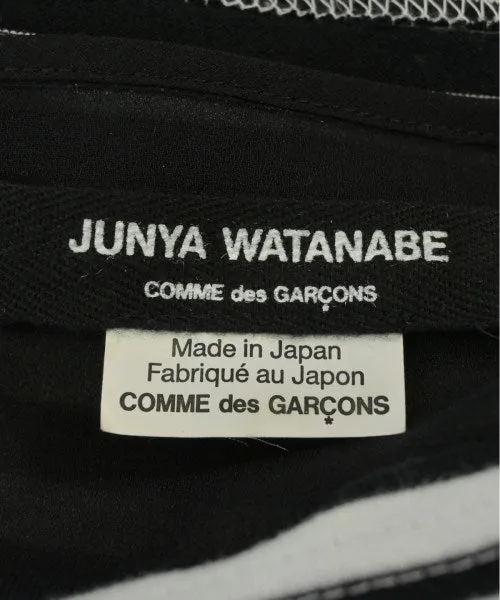 JUNYA WATANABE
COMME des GARÇONS
Made in Japan
Fabriqué au Japon
COMME des GARÇONS
*